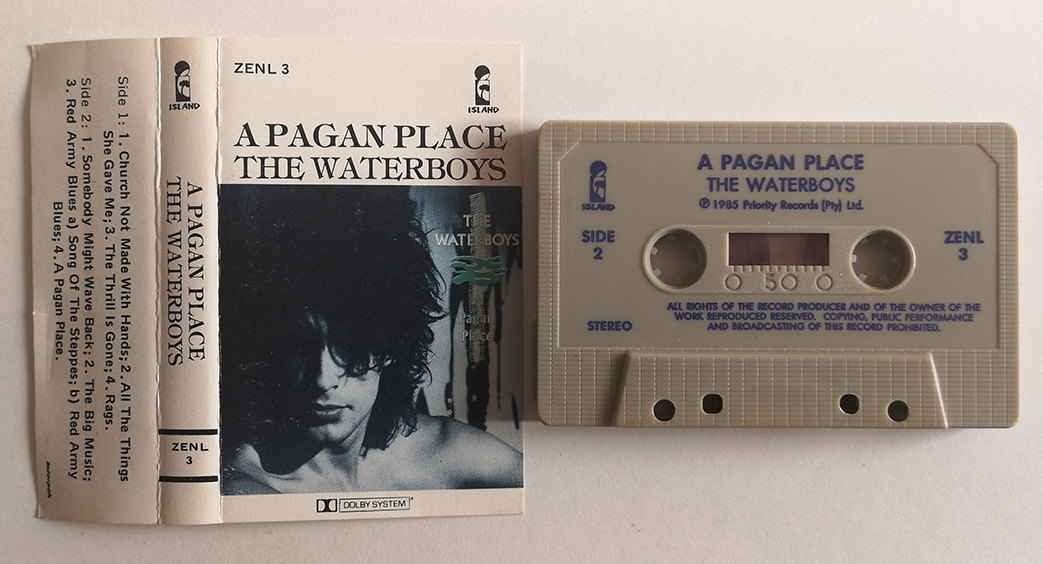 Side 1: 1. Church Not Made With Hands; 2. All The Things
She Gave Me; 3. The Thrill Is Gone; 4. Rags.
Side 2: 1. Somebody Might Wave Back; 2. The Big Music;
3. Red Army Blues a) Song Of The Steppes; b) Red Army
Blues; 4. A Pagan Place.
ISLAND
A PAGAN PLACE
THE WATERBOYS
ZENL
3
ZENL 3
ISLAND
A PAGAN PLACE
THE WATERBOYS
THE
WATERBOYS
A
Pagan
Place
DOLBY SYSTEM
ISLAND
A PAGAN PLACE
THE WATERBOYS
℗ 1985 Priority Records (Pty) Ltd.
SIDE
2
ZENL
3
50
STEREO
ALL RIGHTS OF THE RECORD PRODUCER AND OF THE OWNER OF THE
WORK REPRODUCED RESERVED. COPYING, PUBLIC PERFORMANCE
AND BROADCASTING OF THIS RECORD PROHIBITED.